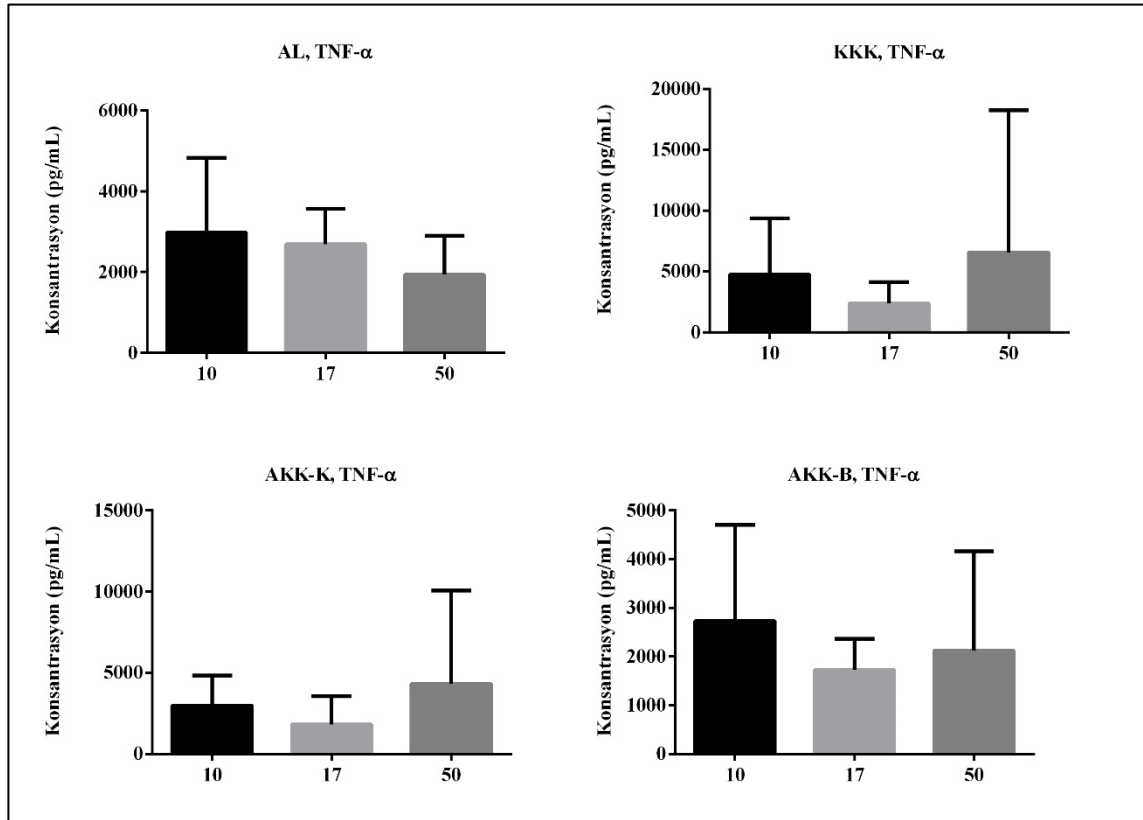 AL, TNF-α
Konsantrasyon (pg/mL)
6000
4000
2000
0
10 17 50
KKK, TNF-α
Konsantrasyon (pg/mL)
20000
15000
10000
5000
0
10 17 50
AKK-K, TNF-α
Konsantrasyon (pg/mL)
15000
10000
5000
0
10 17 50
AKK-B, TNF-α
Konsantrasyon (pg/mL)
5000
4000
3000
2000
1000
0
10 17 50